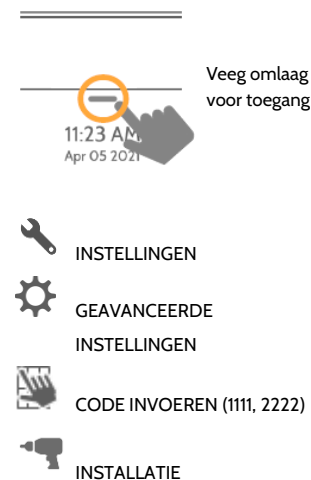 Veeg omlaag
voor toegang
11:23 AM
Apr 05 2021
INSTELLINGEN
GEAVANCEERDE
INSTELLINGEN
CODE INVOEREN (1111, 2222)
INSTALLATIE